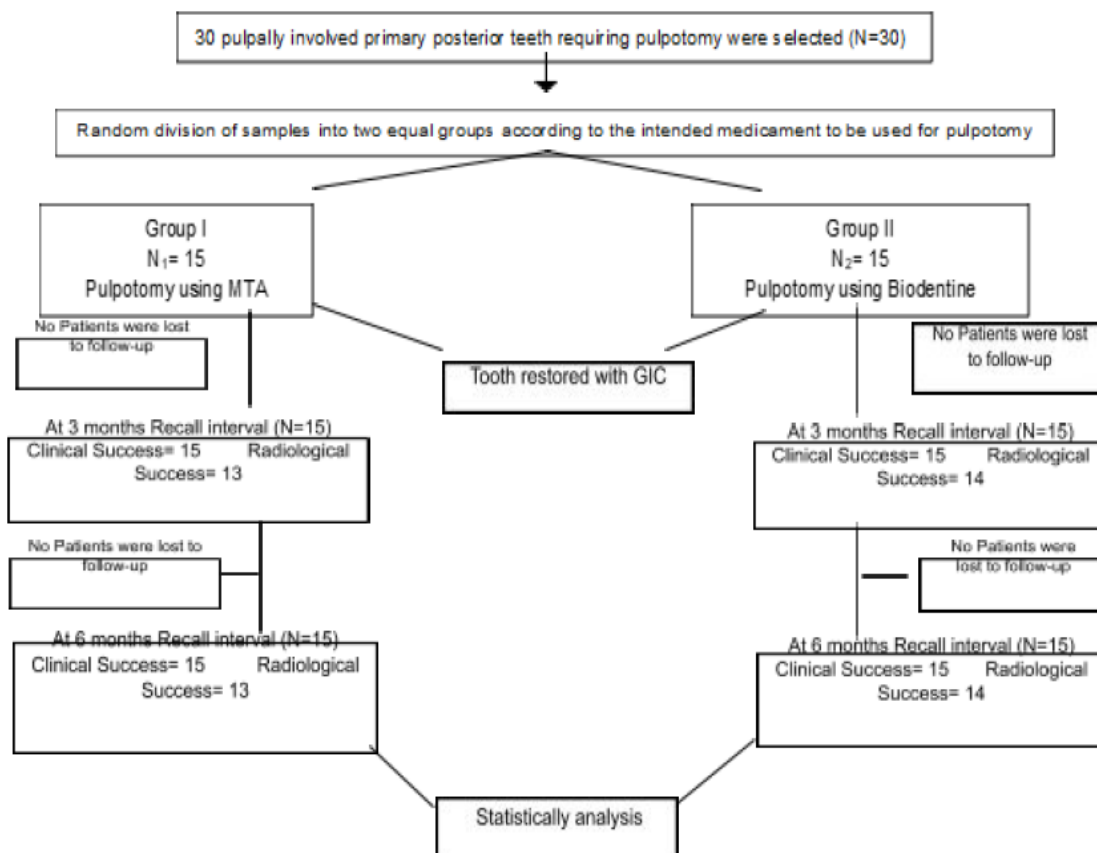 30 pulpally involved primary posterior teeth requiring pulpotomy were selected (N=30)
Random division of samples into two equal groups according to the intended medicament to be used for pulpotomy
Group I
N₁= 15
Pulpotomy using MTA
Group II
N₂= 15
Pulpotomy using Biodentine
No Patients were lost
to follow-up
No Patients were lost
to follow-up
Tooth restored with GIC
At 3 months Recall interval (N=15)
Clinical Success= 15 Radiological
Success= 13
At 3 months Recall interval (N=15)
Clinical Success= 15 Radiological
Success= 14
No Patients were lost to
follow-up
No Patients were
lost to follow-up
At 6 months Recall interval (N=15)
Clinical Success= 15 Radiological
Success= 13
At 6 months Recall interval (N=15)
Clinical Success= 15 Radiological
Success= 14
Statistically analysis